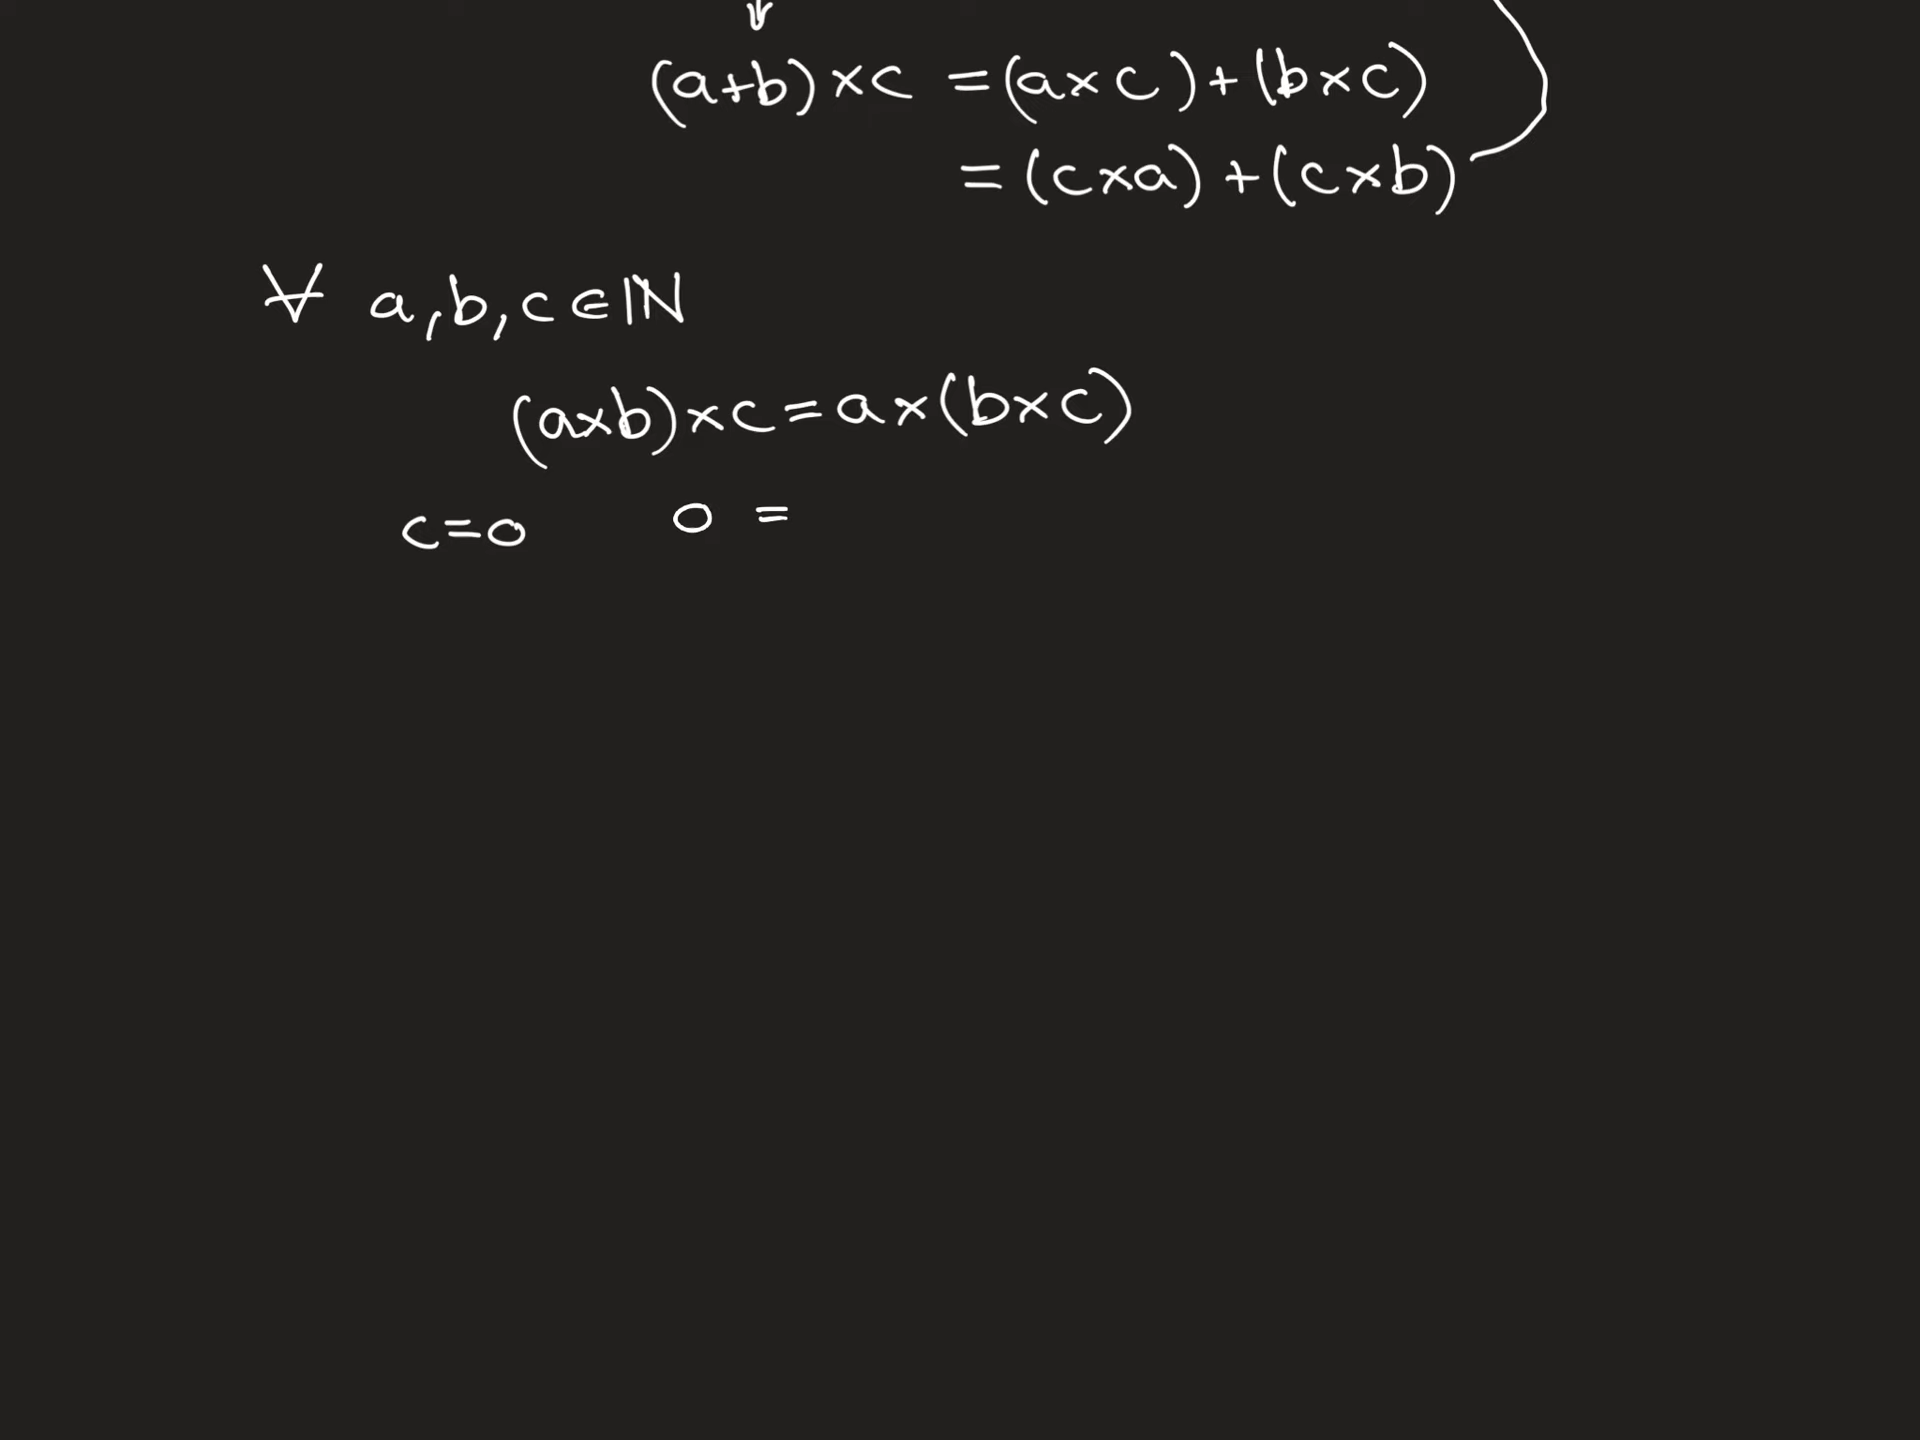 (a+b)×c = (a×c)+(b×c)
= (c×a)+(c×b)
∀ a,b,c ∈ ℕ
(a×b)×c = a×(b×c)
c=0 0 =